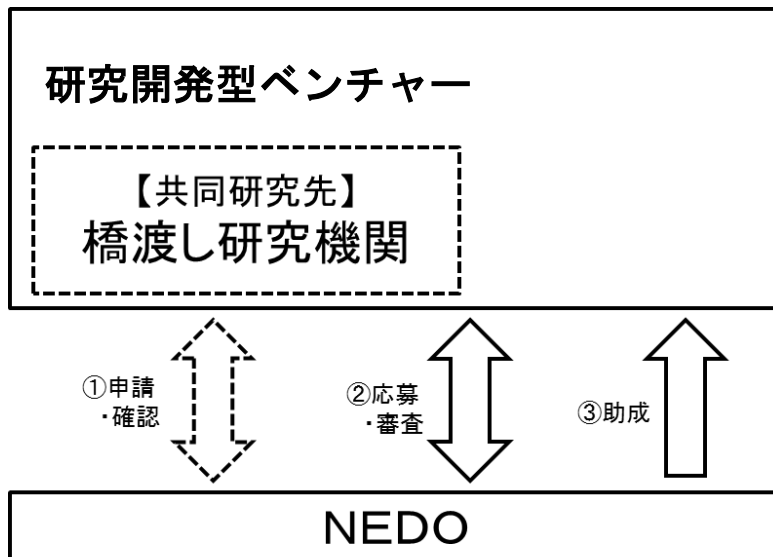 研究開発型ベンチャー
【共同研究先】
橋渡し研究機関
①申請
・確認
②応募
・審査
③助成
NEDO